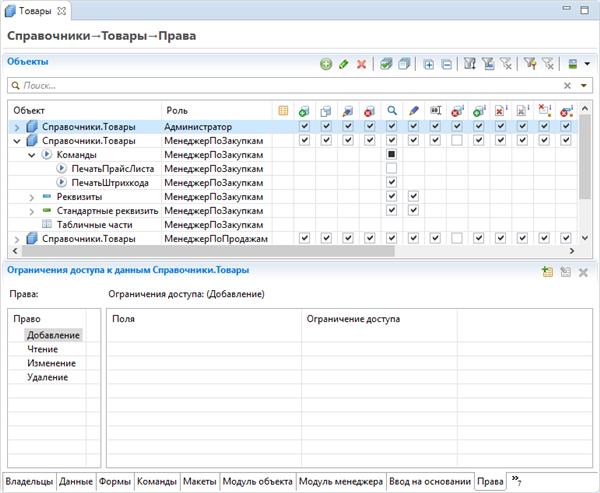 Товары
Справочники→Товары→Права
Объекты
Поиск...
Объект Роль
Справочники.Товары Администратор
Справочники.Товары МенеджерПоЗакупкам
Команды МенеджерПоЗакупкам
ПечатьПрайсЛиста МенеджерПоЗакупкам
ПечатьШтрихкода МенеджерПоЗакупкам
Реквизиты МенеджерПоЗакупкам
Стандартные реквизить МенеджерПоЗакупкам
Табличные части МенеджерПоЗакупкам
Справочники.Товары МенеджерПоПродажам
Ограничения доступа к данным Справочники.Товары
Права: Ограничения доступа: (Добавление)
Право Поля Ограничение доступа
Добавление
Чтение
Изменение
Удаление
Владельцы Данные Формы Команды Макеты Модуль объекта Модуль менеджера Ввод на основании Права »7